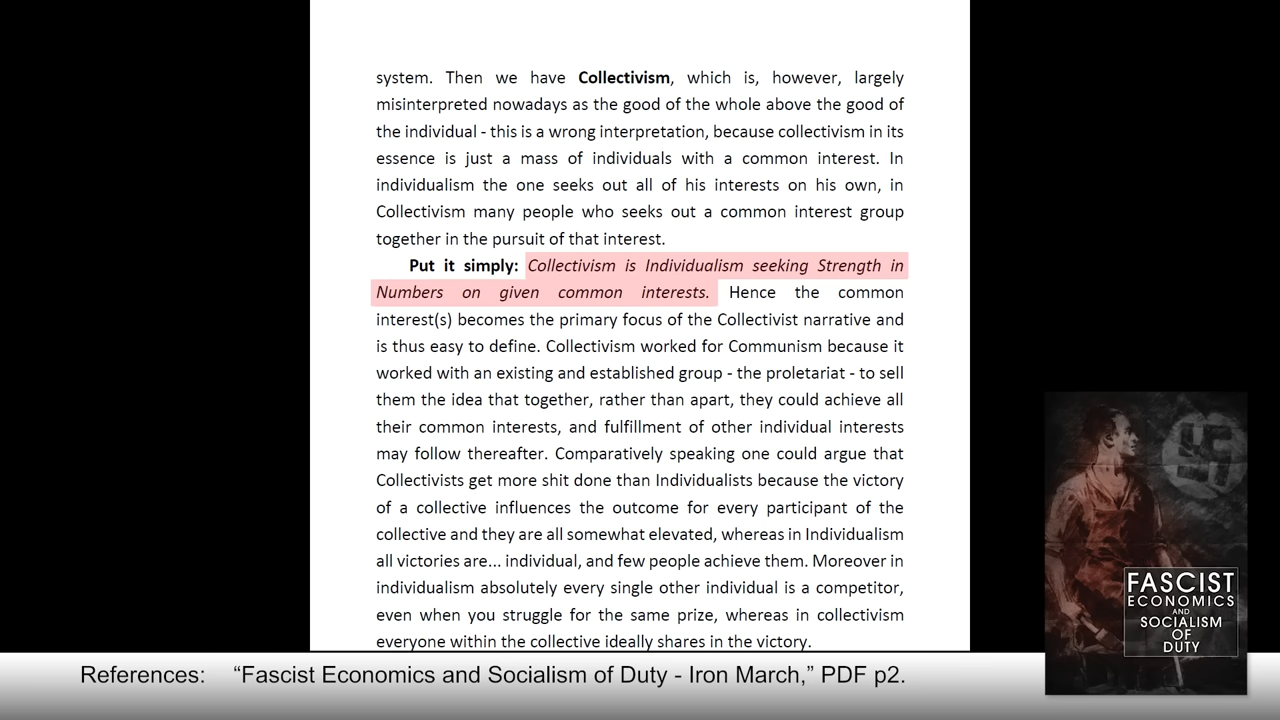 system. Then we have Collectivism, which is, however, largely
misinterpreted nowadays as the good of the whole above the good of
the individual - this is a wrong interpretation, because collectivism in its
essence is just a mass of individuals with a common interest. In
individualism the one seeks out all of his interests on his own, in
Collectivism many people who seeks out a common interest group
together in the pursuit of that interest.
Put it simply: Collectivism is Individualism seeking Strength in
Numbers on given common interests. Hence the common
interest(s) becomes the primary focus of the Collectivist narrative and
is thus easy to define. Collectivism worked for Communism because it
worked with an existing and established group - the proletariat - to sell
them the idea that together, rather than apart, they could achieve all
their common interests, and fulfillment of other individual interests
may follow thereafter. Comparatively speaking one could argue that
Collectivists get more shit done than Individualists because the victory
of a collective influences the outcome for every participant of the
collective and they are all somewhat elevated, whereas in Individualism
all victories are... individual, and few people achieve them. Moreover in
individualism absolutely every single other individual is a competitor,
even when you struggle for the same prize, whereas in collectivism
everyone within the collective ideally shares in the victory.
FASCIST
ECONOMICS
AND
SOCIALISM
OF
DUTY
References: “Fascist Economics and Socialism of Duty - Iron March,” PDF p2.